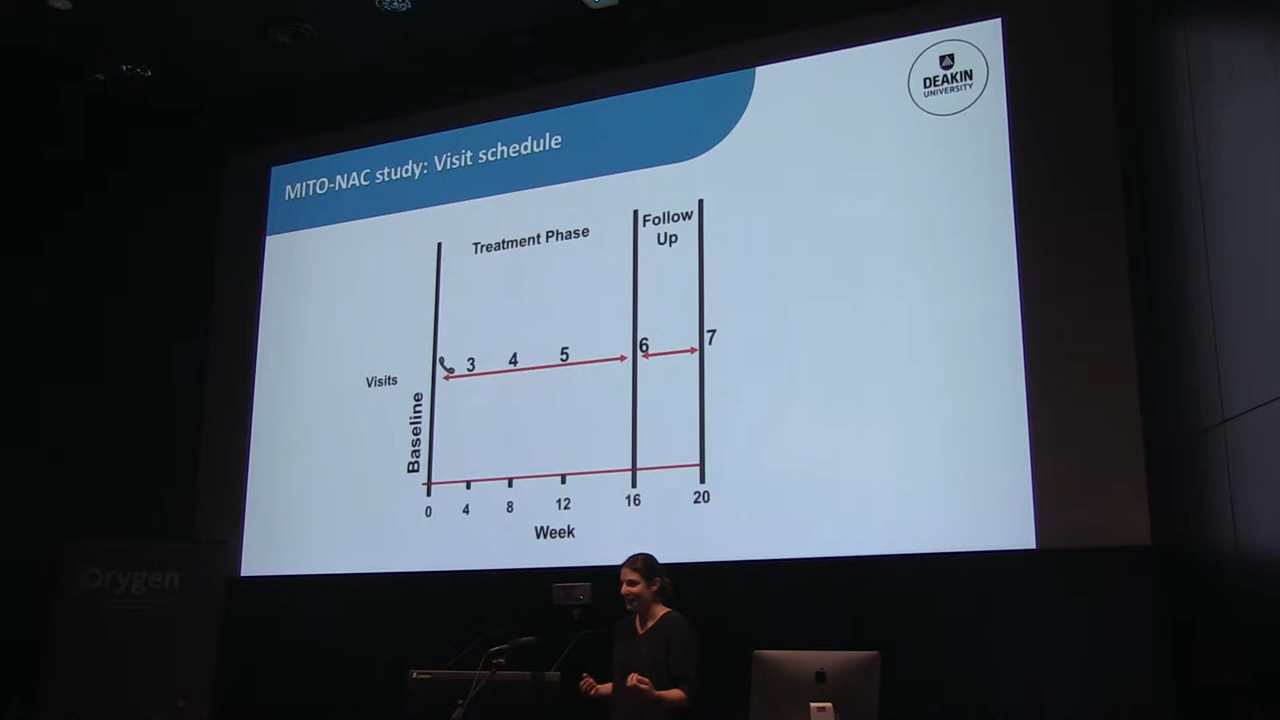 DEAKIN
UNIVERSITY
MITO-NAC study: Visit schedule
Treatment Phase
Follow
Up
Visits
3
4
5
6
7
Baseline
0
4
8
12
16
20
Week
Orygen